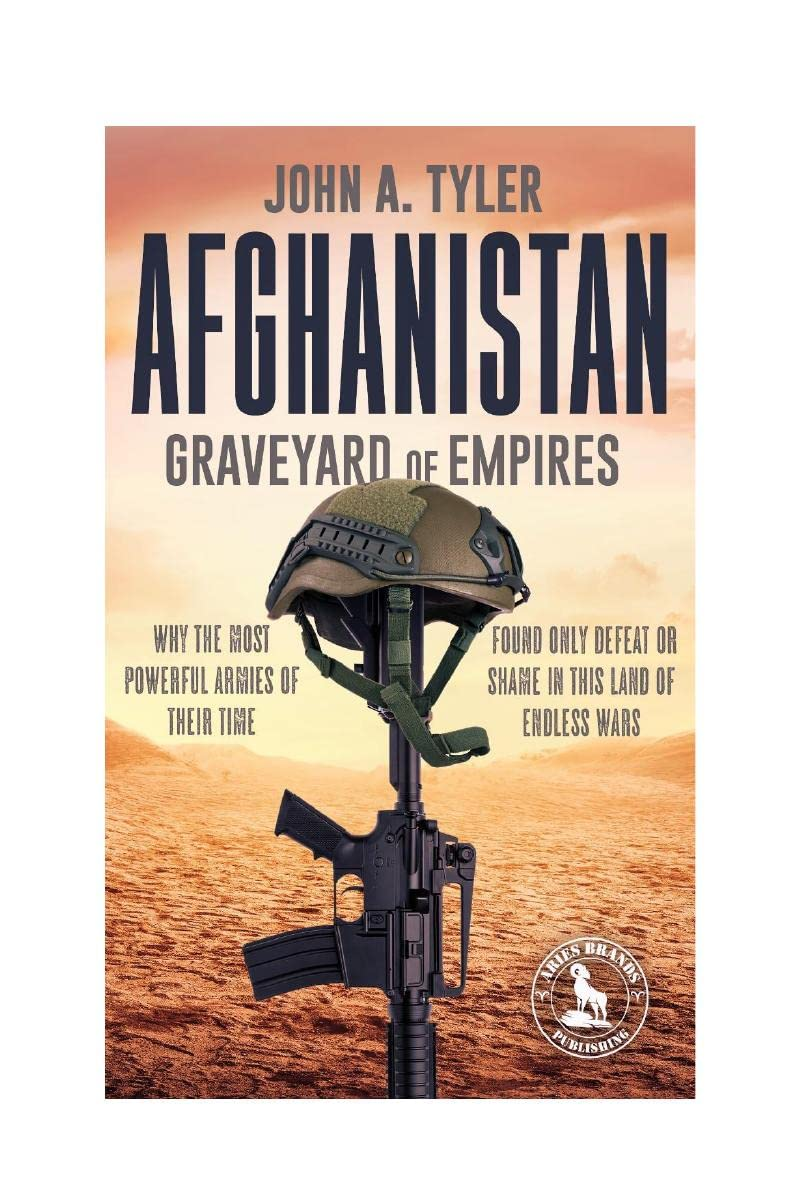 JOHN A. TYLER
AFGHANISTAN
GRAVEYARD OF EMPIRES
WHY THE MOST
POWERFUL ARMIES OF
THEIR TIME
FOUND ONLY DEFEAT OR
SHAME IN THIS LAND OF
ENDLESS WARS
ARIES BRANDS
PUBLISHING